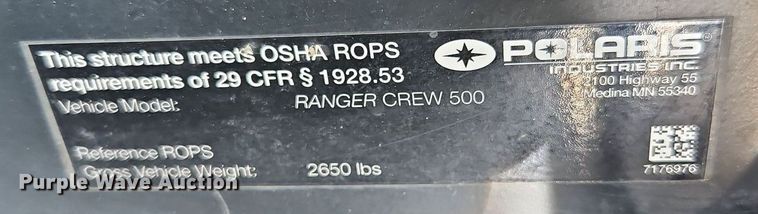 This structure meets OSHA ROPS
requirements of 29 CFR § 1928.53
Vehicle Model: RANGER CREW 500
Reference ROPS
Gross Vehicle Weight: 2650 lbs
POLARIS
INDUSTRIES INC.
2100 Highway 55
Medina MN 55340
7176976
Purple Wave Auction